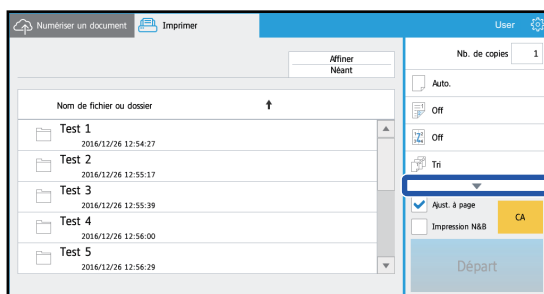 Numériser un document
Imprimer
User
Affiner
Néant
Nb. de copies 1
Auto.
Off
Off
Tri
Ajust. à page
Impression N&B
CA
Départ
Nom de fichier ou dossier
Test 1
2016/12/26 12:54:27
Test 2
2016/12/26 12:55:17
Test 3
2016/12/26 12:55:39
Test 4
2016/12/26 12:56:00
Test 5
2016/12/26 12:56:29